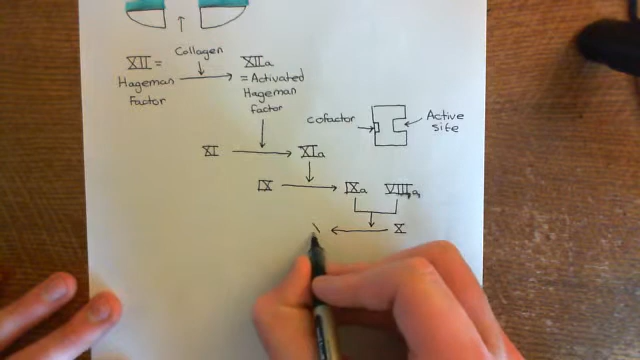 Collagen
XII =
Hageman
Factor
XIIa
= Activated
Hageman
Factor
cofactor
Active
site
XI
XIa
IX
IXa
VIIIa
X